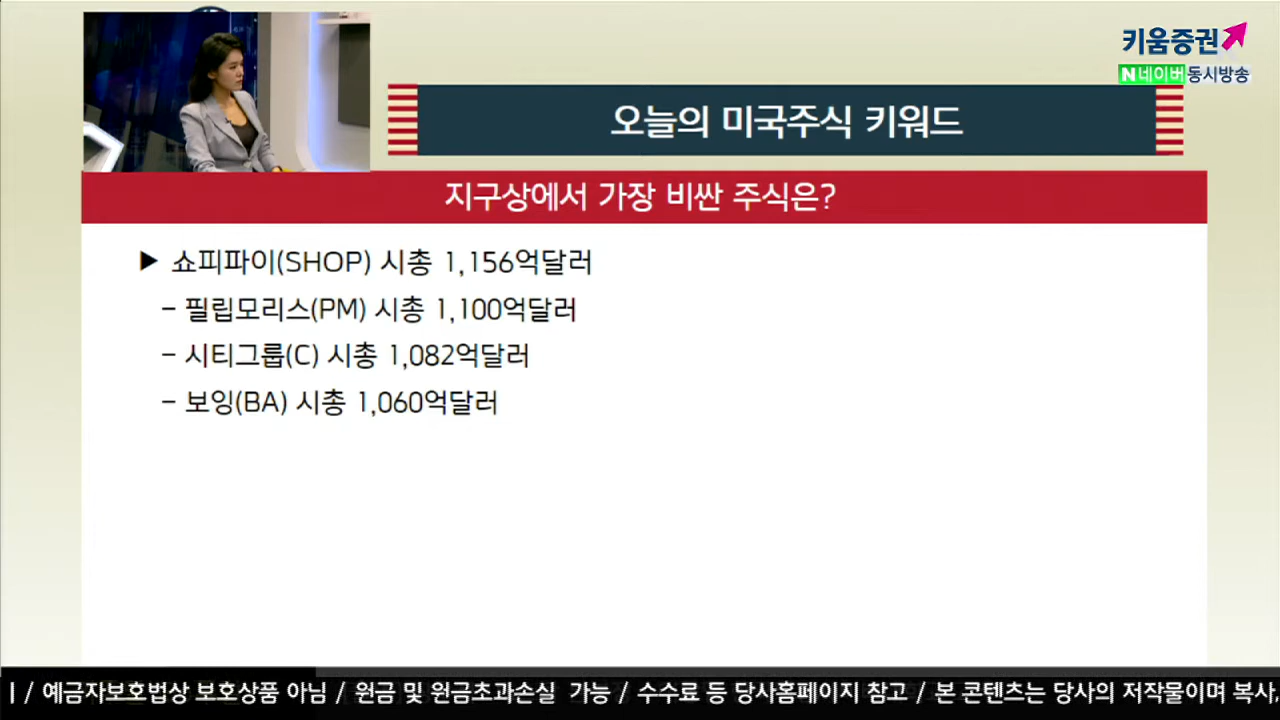 키움증권
N네이버 동시방송
오늘의 미국주식 키워드
지구상에서 가장 비싼 주식은?
▶ 쇼피파이(SHOP) 시총 1,156억달러
- 필립모리스(PM) 시총 1,100억달러
- 시티그룹(C) 시총 1,082억달러
- 보잉(BA) 시총 1,060억달러
/ 예금자보호법상 보호상품 아님 / 원금 및 원금초과손실 가능 / 수수료 등 당사홈페이지 참고 / 본 콘텐츠는 당사의 저작물이며 복사,